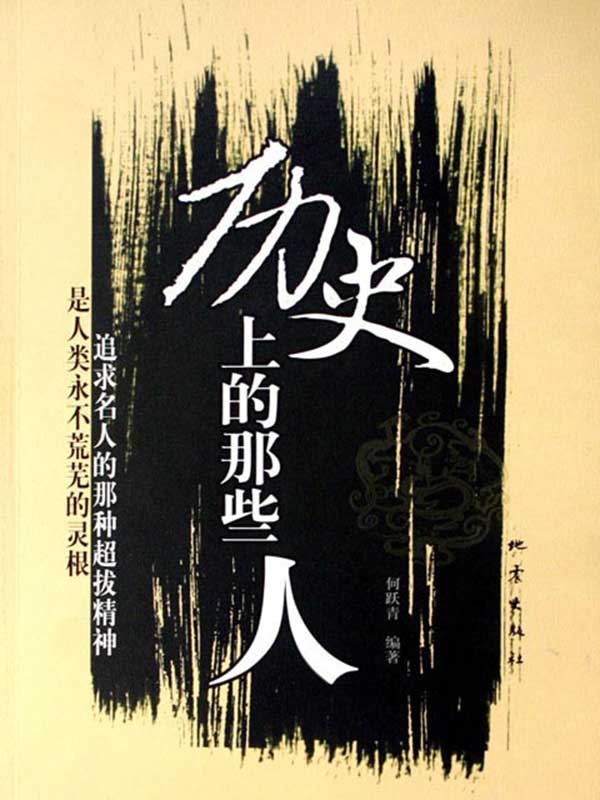 历史
上的那些
人
追求名人的那种超拔精神
是人类永不荒芜的灵根
何跃青 编著
地震出版社